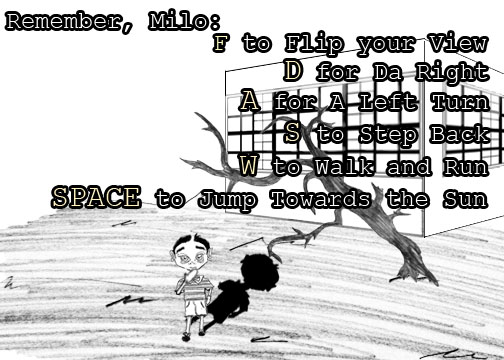 Remember, Milo:
F to Flip your View
D for Da Right
A for A Left Turn
S to Step Back
W to Walk and Run
SPACE to Jump Towards the Sun